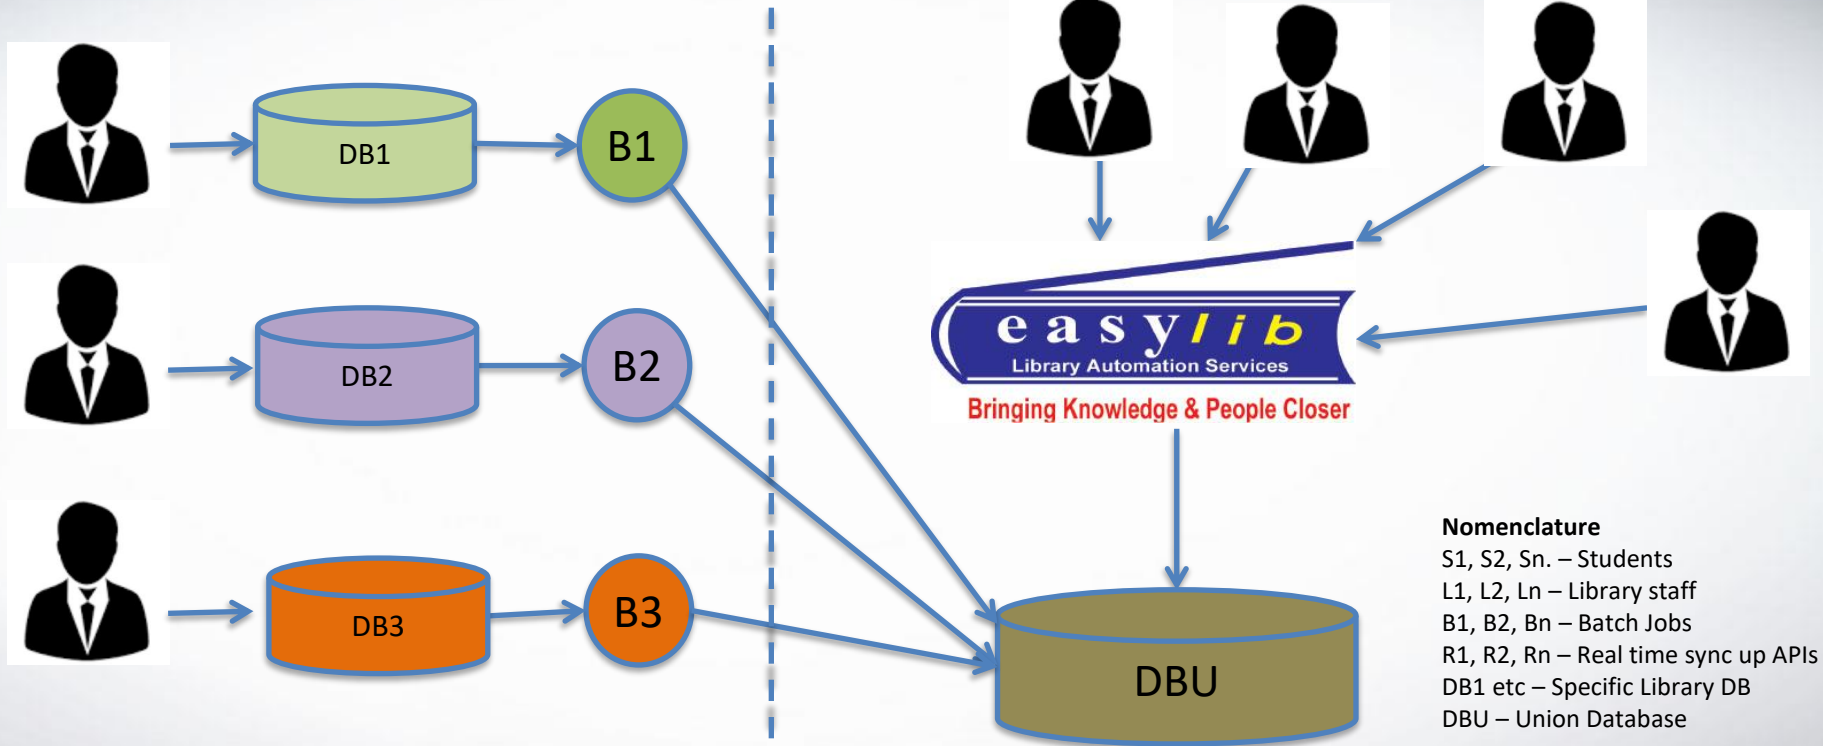 DB1
B1
DB2
B2
DB3
B3
easylib
Library Automation Services
Bringing Knowledge & People Closer
DBU
Nomenclature
S1, S2, Sn. – Students
L1, L2, Ln – Library staff
B1, B2, Bn – Batch Jobs
R1, R2, Rn – Real time sync up APIs
DB1 etc – Specific Library DB
DBU – Union Database